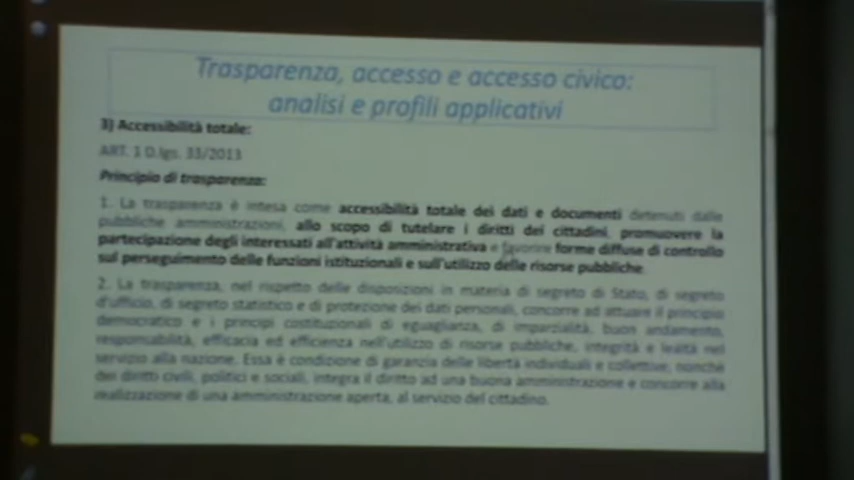 Trasparenza, accesso e accesso civico:
analisi e profili applicativi
3) Accessibilità totale:
ART. 1 D.lgs. 33/2013
Principio di trasparenza:
1. La trasparenza è intesa come accessibilità totale dei dati e documenti detenuti dalle
pubbliche amministrazioni, allo scopo di tutelare i diritti dei cittadini, promuovere la
partecipazione degli interessati all'attività amministrativa e favorire forme diffuse di controllo
sul perseguimento delle funzioni istituzionali e sull'utilizzo delle risorse pubbliche.
2. La trasparenza, nel rispetto delle disposizioni in materia di segreto di Stato, di segreto
d'ufficio, di segreto statistico e di protezione dei dati personali, concorre ad attuare il principio
democratico e i principi costituzionali di eguaglianza, di imparzialità, buon andamento,
responsabilità, efficacia ed efficienza nell'utilizzo di risorse pubbliche, integrità e lealtà nel
servizio alla nazione. Essa è condizione di garanzia delle libertà individuali e collettive, nonché
dei diritti civili, politici e sociali, integra il diritto ad una buona amministrazione e concorre alla
realizzazione di una amministrazione aperta, al servizio del cittadino.